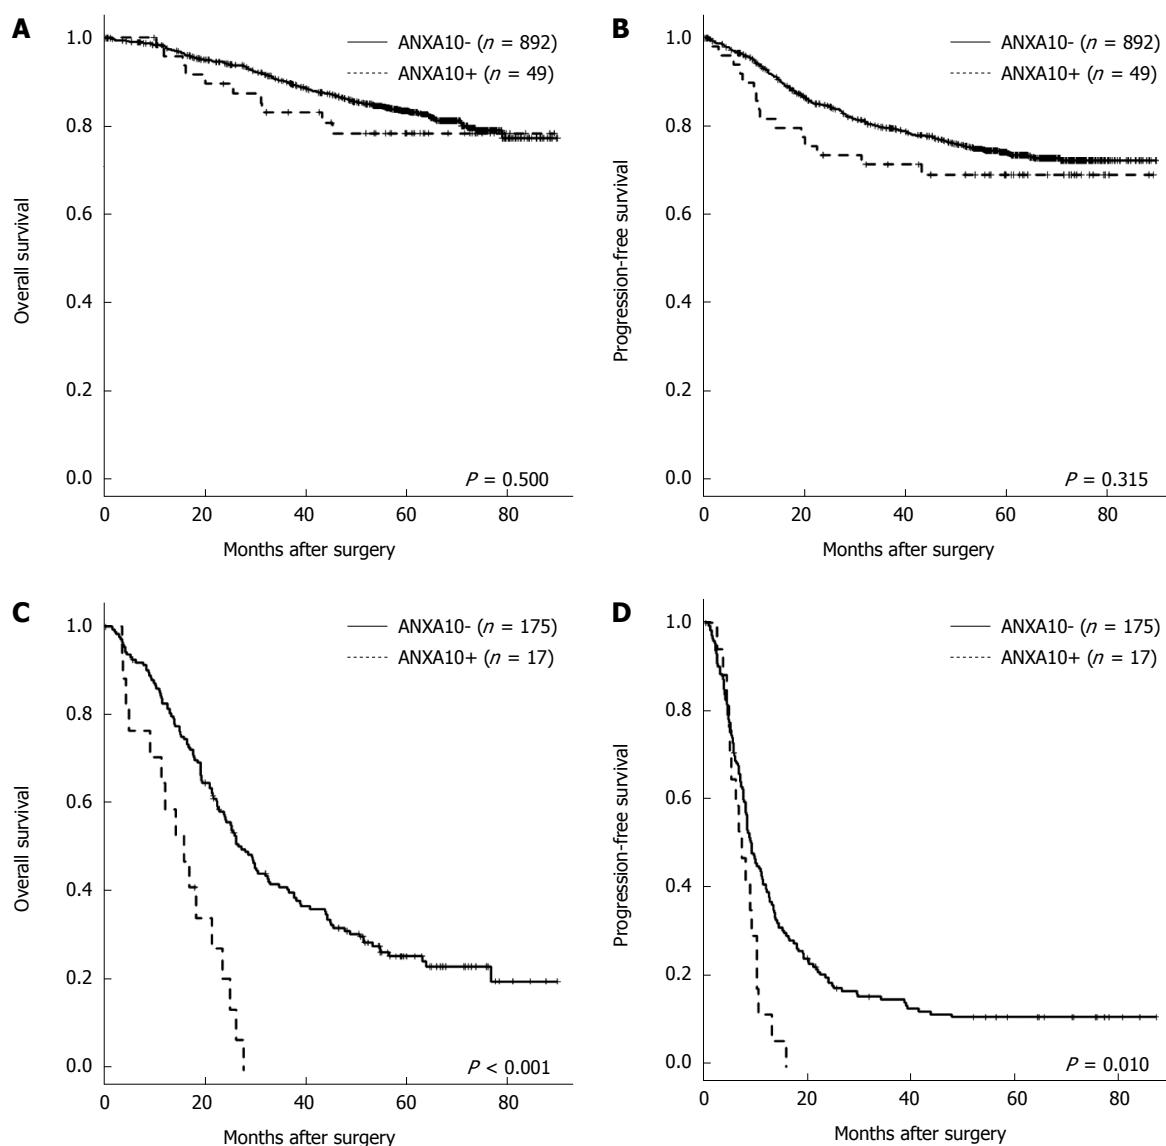 A
1.0
0.8
0.6
0.4
0.2
0.0
Overall survival
ANXA10- (n = 892)
ANXA10+ (n = 49)
P = 0.500
0 20 40 60 80
Months after surgery
B
1.0
0.8
0.6
0.4
0.2
0.0
Progression-free survival
ANXA10- (n = 892)
ANXA10+ (n = 49)
P = 0.315
0 20 40 60 80
Months after surgery
C
1.0
0.8
0.6
0.4
0.2
0.0
Overall survival
ANXA10- (n = 175)
ANXA10+ (n = 17)
P < 0.001
0 20 40 60 80
Months after surgery
D
1.0
0.8
0.6
0.4
0.2
0.0
Progression-free survival
ANXA10- (n = 175)
ANXA10+ (n = 17)
P = 0.010
0 20 40 60 80
Months after surgery